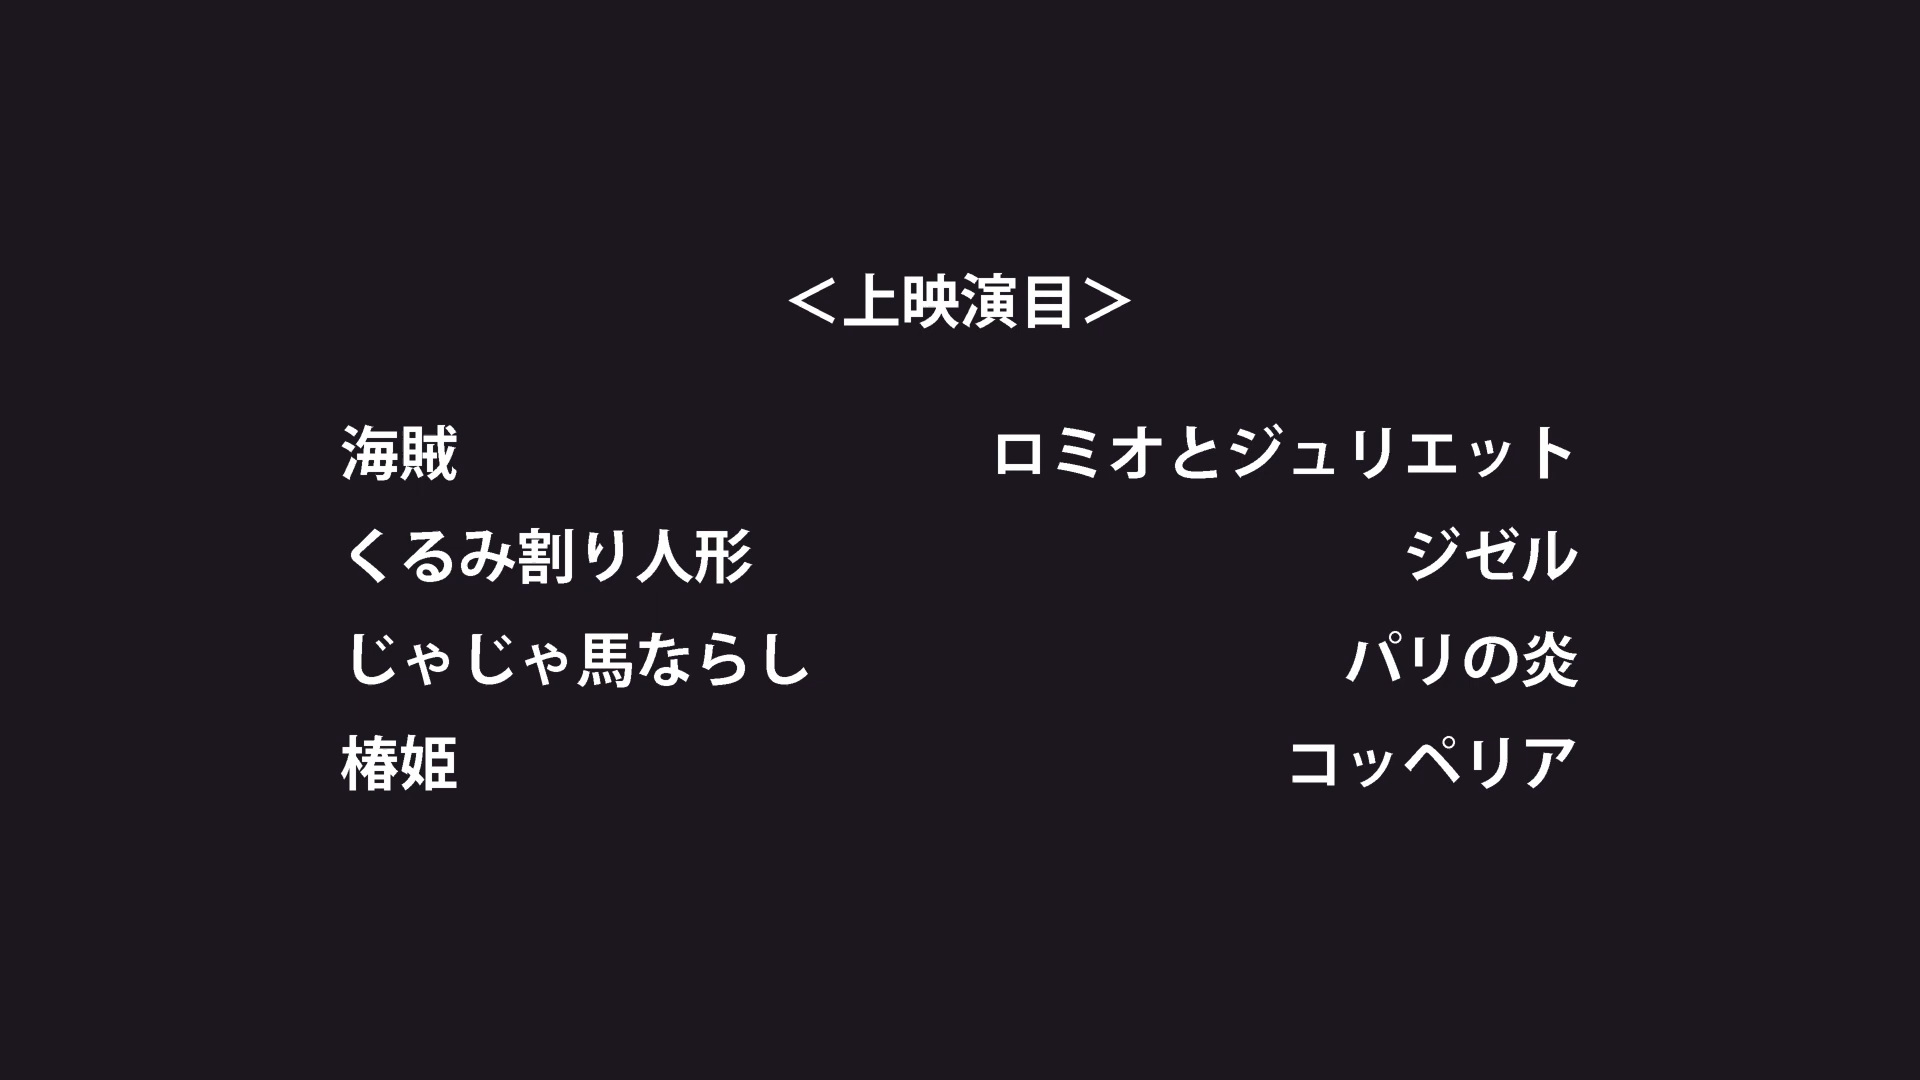 ＜上映演目＞
海賊
くるみ割り人形
じゃじゃ馬ならし
椿姫
ロミオとジュリエット
ジゼル
パリの炎
コッペリア